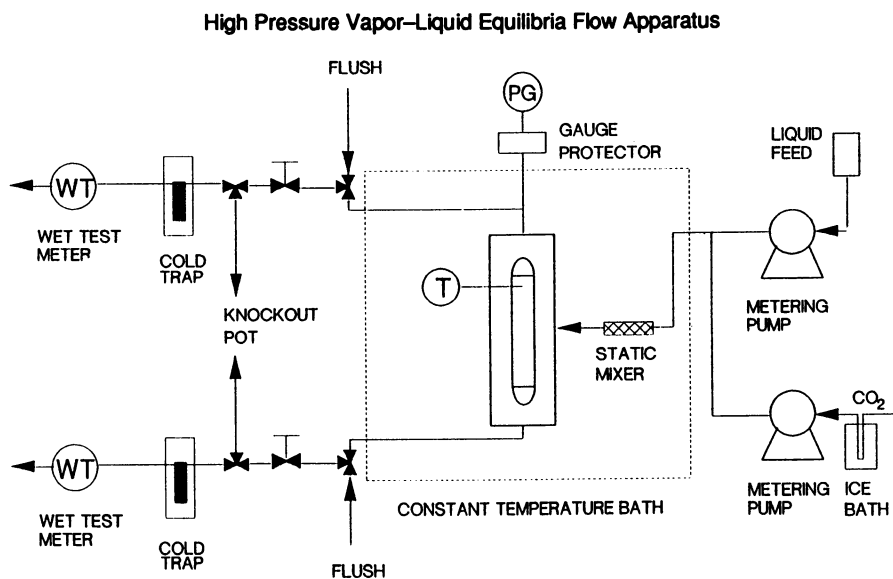 High Pressure Vapor–Liquid Equilibria Flow Apparatus
FLUSH
PG
GAUGE
PROTECTOR
LIQUID
FEED
WT
WET TEST
METER
COLD
TRAP
T
KNOCKOUT
POT
STATIC
MIXER
METERING
PUMP
CO₂
WT
WET TEST
METER
COLD
TRAP
FLUSH
CONSTANT TEMPERATURE BATH
METERING
PUMP
ICE
BATH